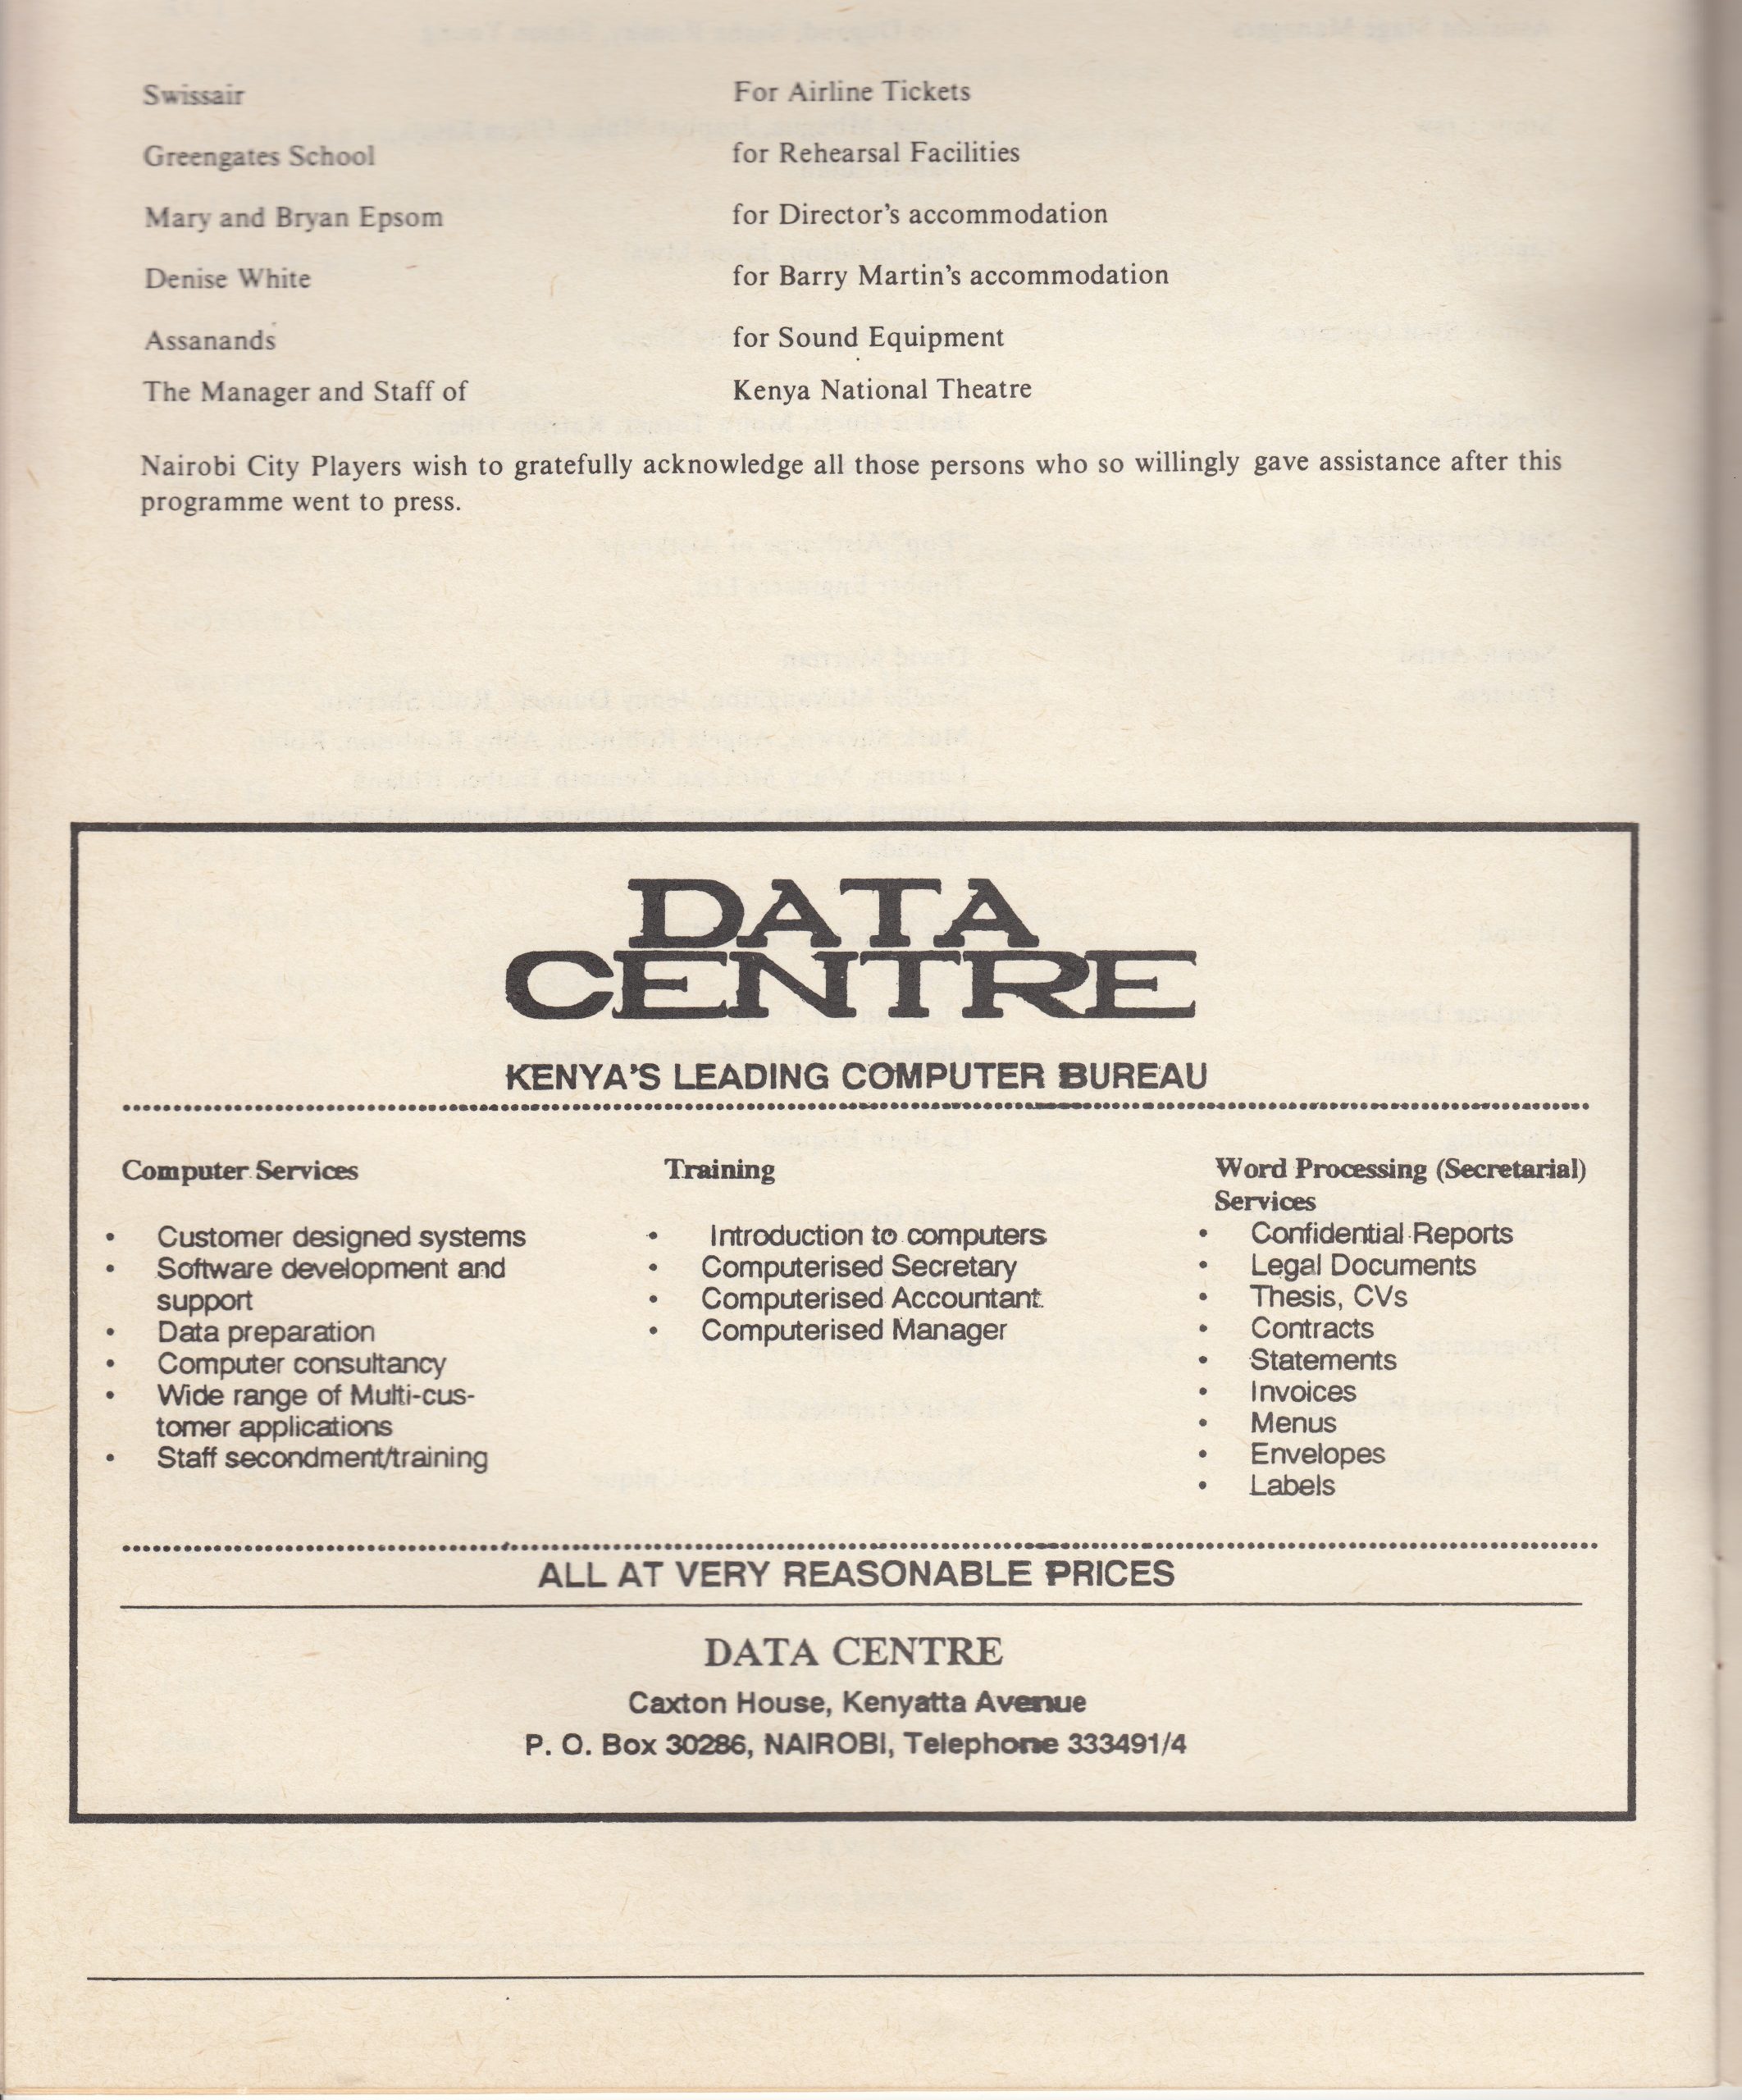 Swissair For Airline Tickets
Greengates School for Rehearsal Facilities
Mary and Bryan Epsom for Director's accommodation
Denise White for Barry Martin's accommodation
Assanands for Sound Equipment
The Manager and Staff of Kenya National Theatre
Nairobi City Players wish to gratefully acknowledge all those persons who so willingly gave assistance after this
programme went to press.
DATA
CENTRE
KENYA'S LEADING COMPUTER BUREAU
Computer Services
• Customer designed systems
• Software development and
support
• Data preparation
• Computer consultancy
• Wide range of Multi-cus-
tomer applications
• Staff secondment/training
Training
• Introduction to computers
• Computerised Secretary
• Computerised Accountant
• Computerised Manager
Word Processing (Secretarial)
Services
• Confidential Reports
• Legal Documents
• Thesis, CVs
• Contracts
• Statements
• Invoices
• Menus
• Envelopes
• Labels
ALL AT VERY REASONABLE PRICES
DATA CENTRE
Caxton House, Kenyatta Avenue
P. O. Box 30286, NAIROBI, Telephone 333491/4